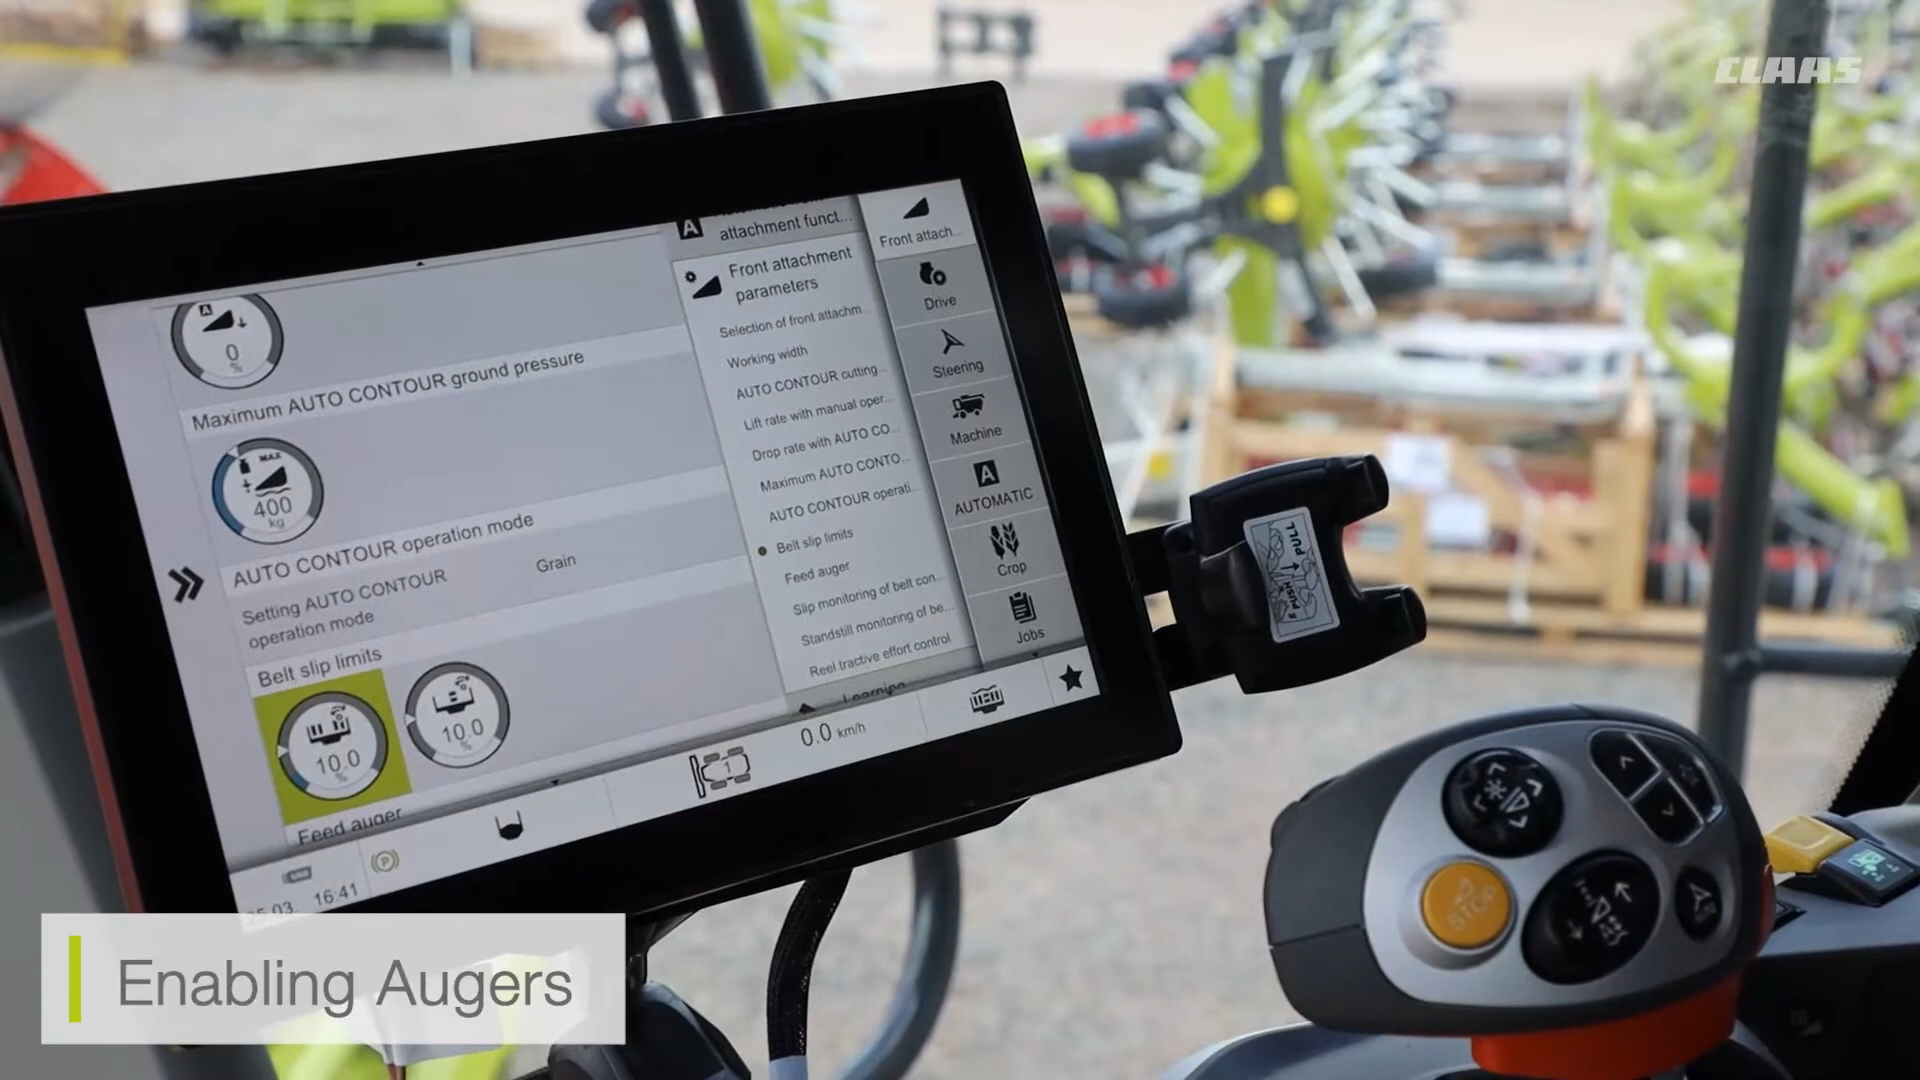 CLAAS
A
attachment funct...
Front attach...
0
%
Front attachment
parameters
Drive
Maximum AUTO CONTOUR ground pressure
Selection of front attachm...
Working width
Steering
MAX
400
kg
AUTO CONTOUR cutting...
Lift rate with manual oper...
Machine
Drop rate with AUTO CO...
Maximum AUTO CONTO...
A
AUTOMATIC
AUTO CONTOUR operation mode
Setting AUTO CONTOUR
operation mode
Grain
AUTO CONTOUR operati...
Belt slip limits
Feed auger
Crop
Slip monitoring of belt con...
Standstill monitoring of be...
Reel tractive effort control
Jobs
Belt slip limits
10.0
%
10.0
%
Learning
Feed auger
1
0.0 km/h
25.03.
16:41
P
PULL
PUSH
STOP
Enabling Augers